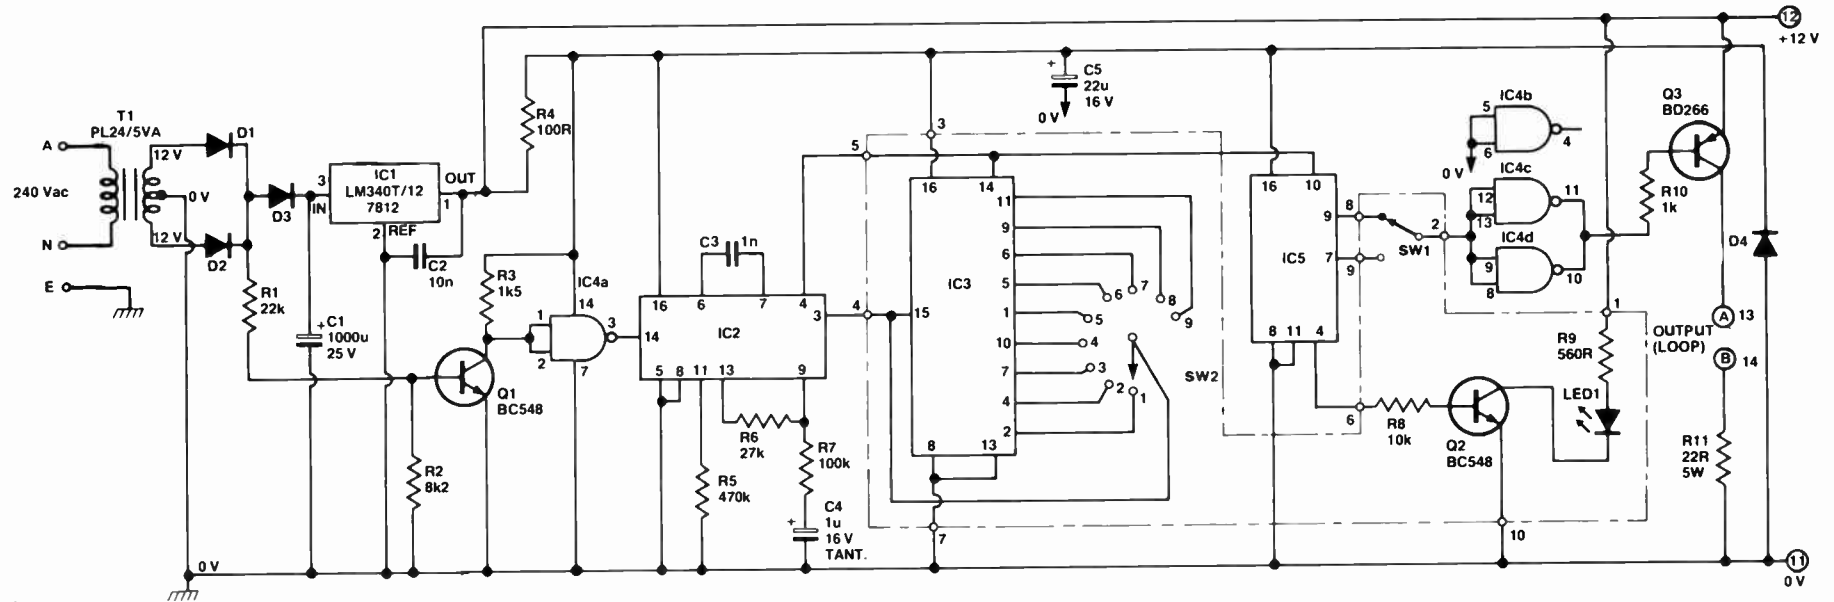 T1
PL24/5VA
A
240 Vac
N
E
12 V
0 V
12 V
D1
D2
D3
R1
22k
3
IN
IC1
LM340T/12
7812
OUT
1
2
REF
C1
1000u
25 V
+
C2
10n
R2
8k2
R3
1k5
Q1
BC548
R4
100R
IC4a
14
1
2
3
7
0 V
14
16
6
7
4
3
IC2
5
8
11
13
9
C3
1n
R5
470k
R6
27k
R7
100k
C4
1u
16 V
TANT.
+
C5
22u
16 V
+
0 V
5
3
4
7
16
14
15
IC3
11
9
6
5
1
10
7
4
2
8
13
1
2
3
4
5
6
7
8
9
SW2
16
10
9
7
IC5
8
11
4
8
9
6
SW1
2
R8
10k
Q2
BC548
10
IC4b
5
6
4
0 V
IC4c
12
13
11
IC4d
9
8
10
R10
1k
Q3
BD266
1
R9
560R
LED1
OUTPUT
(LOOP)
A
13
B
14
R11
22R
5W
D4
12
+12 V
11
0 V